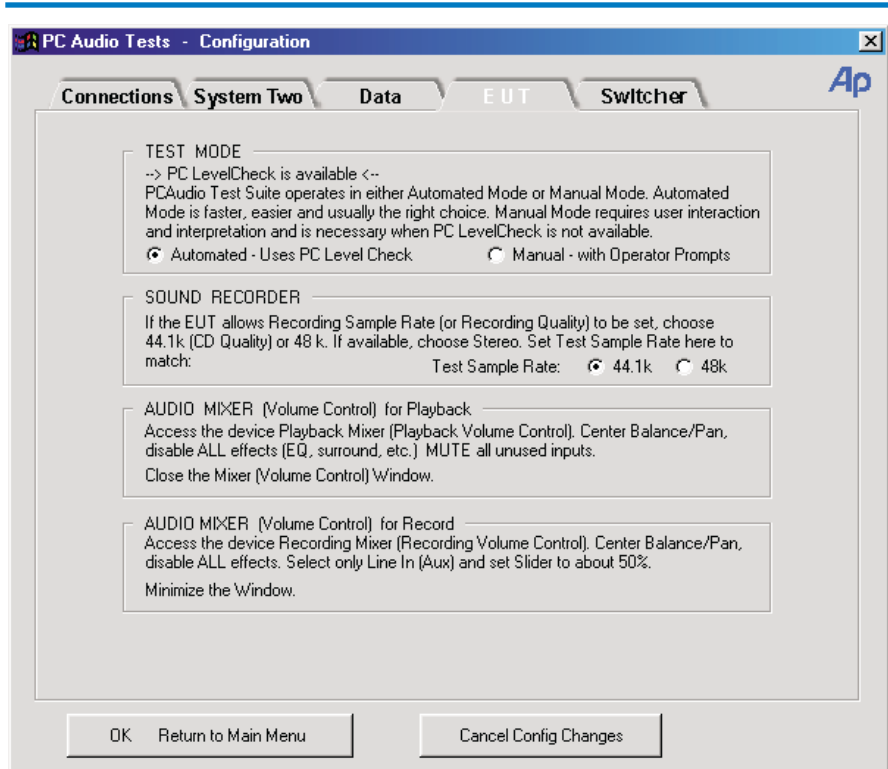 PC Audio Tests - Configuration
Ap
Connections System Two Data EUT Switcher
TEST MODE
--> PC LevelCheck is available <--
PCAudio Test Suite operates in either Automated Mode or Manual Mode. Automated
Mode is faster, easier and usually the right choice. Manual Mode requires user interaction
and interpretation and is necessary when PC LevelCheck is not available.
Automated - Uses PC Level Check Manual - with Operator Prompts
SOUND RECORDER
If the EUT allows Recording Sample Rate (or Recording Quality) to be set, choose
44.1k (CD Quality) or 48 k. If available, choose Stereo. Set Test Sample Rate here to
match: Test Sample Rate: 44.1k 48k
AUDIO MIXER (Volume Control) for Playback
Access the device Playback Mixer (Playback Volume Control). Center Balance/Pan,
disable ALL effects (EQ, surround, etc.) MUTE all unused inputs.
Close the Mixer (Volume Control) Window.
AUDIO MIXER (Volume Control) for Record
Access the device Recording Mixer (Recording Volume Control). Center Balance/Pan,
disable ALL effects. Select only Line In (Aux) and set Slider to about 50%.
Minimize the Window.
OK Return to Main Menu Cancel Config Changes